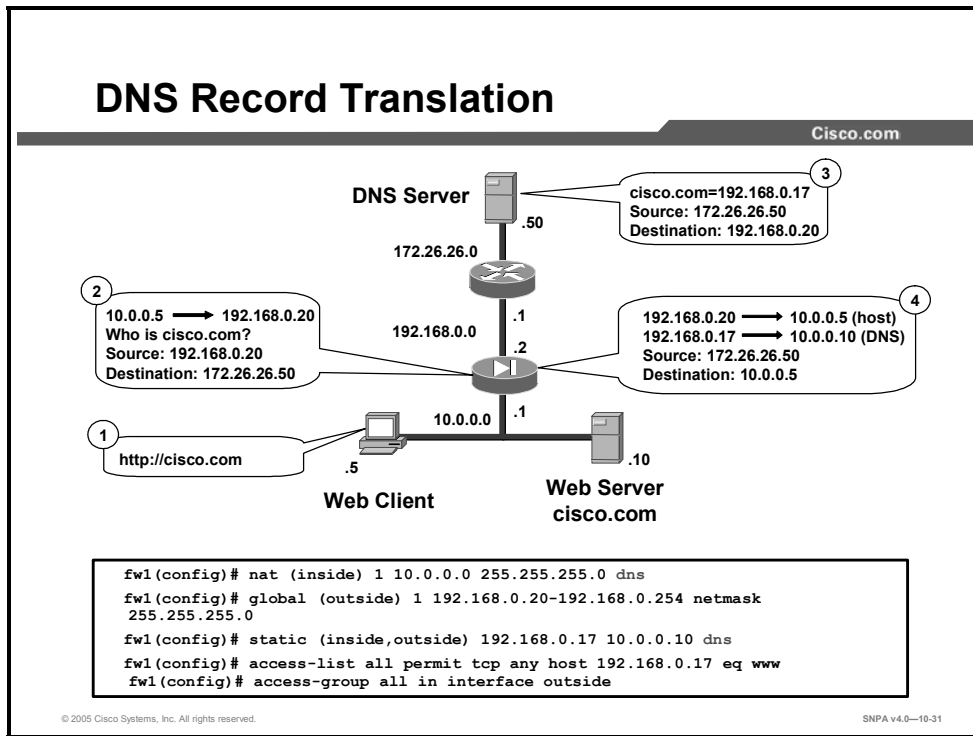 DNS Record Translation
Cisco.com
DNS Server
.50
3
cisco.com=192.168.0.17
Source: 172.26.26.50
Destination: 192.168.0.20
172.26.26.0
2
10.0.0.5 → 192.168.0.20
Who is cisco.com?
Source: 192.168.0.20
Destination: 172.26.26.50
.1
192.168.0.0
.2
4
192.168.0.20 → 10.0.0.5 (host)
192.168.0.17 → 10.0.0.10 (DNS)
Source: 172.26.26.50
Destination: 10.0.0.5
10.0.0.0
.1
1
http://cisco.com
.5
Web Client
.10
Web Server
cisco.com
fw1(config)# nat (inside) 1 10.0.0.0 255.255.255.0 dns
fw1(config)# global (outside) 1 192.168.0.20-192.168.0.254 netmask
255.255.255.0
fw1(config)# static (inside,outside) 192.168.0.17 10.0.0.10 dns
fw1(config)# access-list all permit tcp any host 192.168.0.17 eq www
fw1(config)# access-group all in interface outside
© 2005 Cisco Systems, Inc. All rights reserved.
SNPA v4.0—10-31